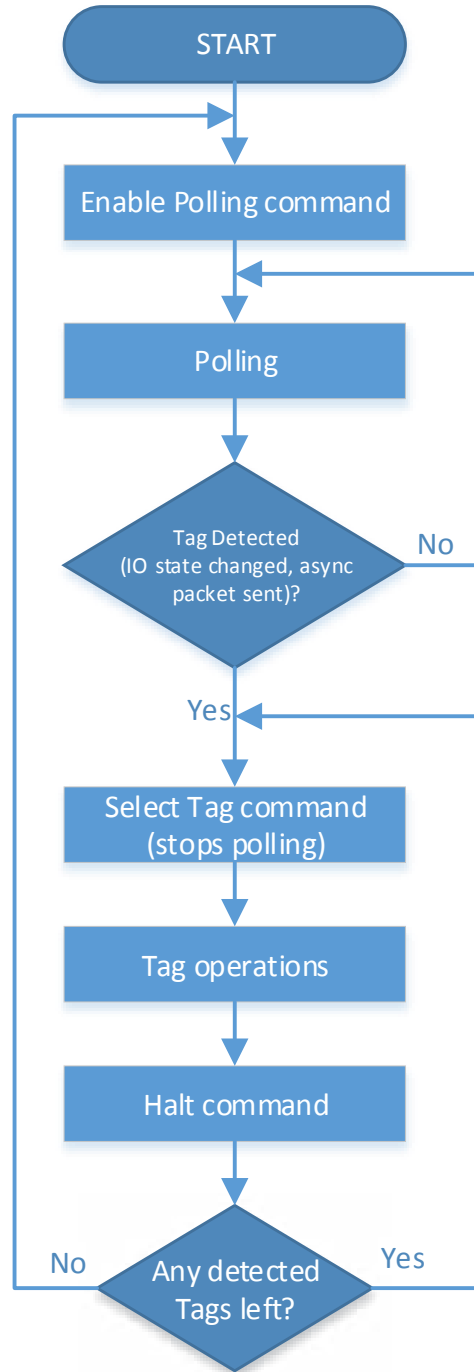 START
Enable Polling command
Polling
Tag Detected
(IO state changed, async
packet sent)?
No
Yes
Select Tag command
(stops polling)
Tag operations
Halt command
No
Any detected
Tags left?
Yes